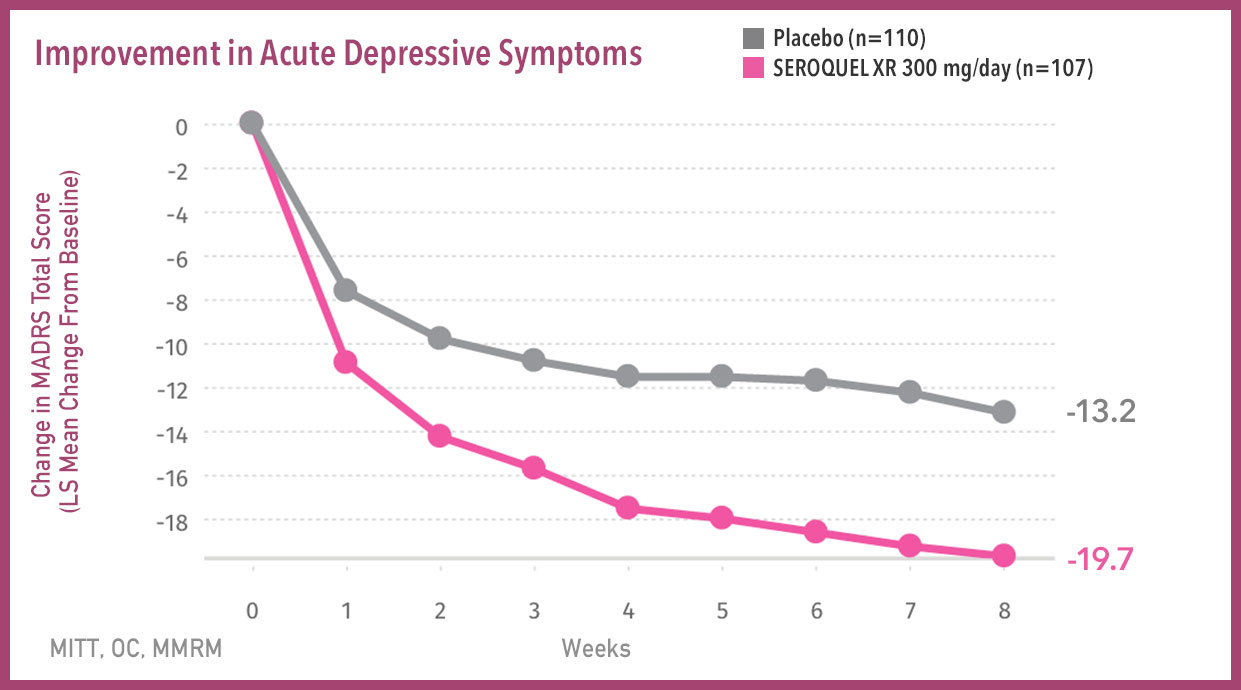 Improvement in Acute Depressive Symptoms
Placebo (n=110)
SEROQUEL XR 300 mg/day (n=107)
Change in MADRS Total Score
(LS Mean Change From Baseline)
0
-2
-4
-6
-8
-10
-12
-14
-16
-18
-13.2
-19.7
0 1 2 3 4 5 6 7 8
MITT, OC, MMRM
Weeks